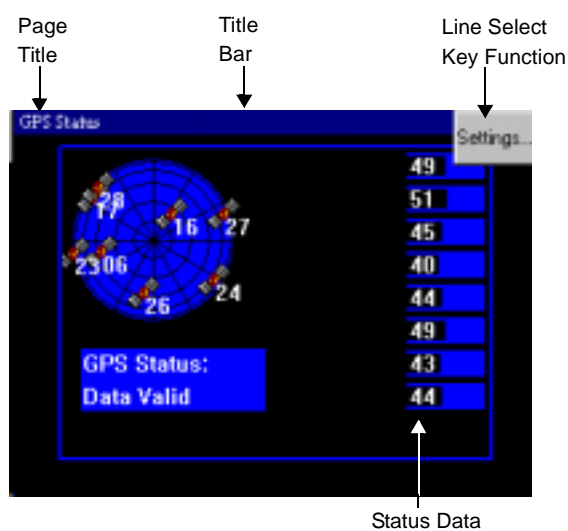 Page
Title
Title
Bar
Line Select
Key Function
GPS Status
Settings...
28
17
16
27
23
06
26
24
49
51
45
40
44
49
43
44
GPS Status:
Data Valid
Status Data